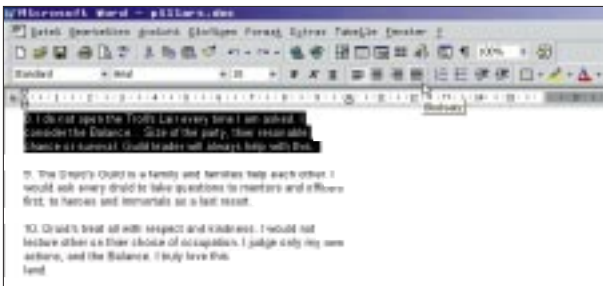 Microsoft Word - pillars.doc
Datei Bearbeiten Ansicht Einfügen Format Extras Tabelle Fenster ?
100%
Standard Arial 10 F K U
I do not open the Troll's Lair every time I am asked. I
consider the Balance. Size of the party, their
chance or survival. Guild leader will always help with this.
9. The Druid's Guild is a family and families help each other. I
would ask every druid to take questions to mentors and officers
first, to heroes and immortals as a last resort.
10. Druid's treat all with respect and kindness. I would not
lecture other on their choice of occupation. I judge only my own
actions, and the Balance. I truly love this
land